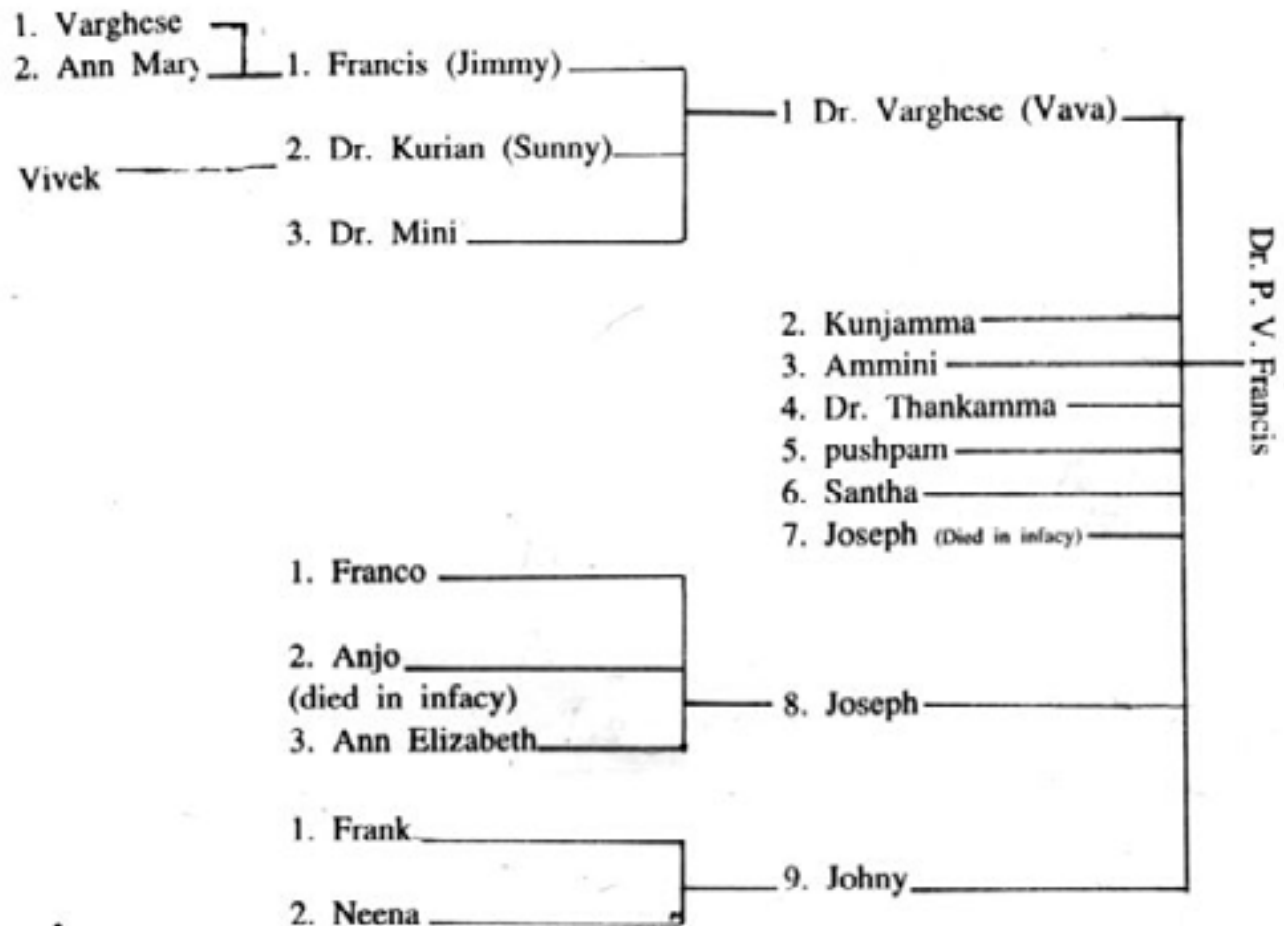 1. Varghese
2. Ann Mary
1. Francis (Jimmy)
1 Dr. Varghese (Vava)
2. Dr. Kurian (Sunny)
Vivek
3. Dr. Mini
Dr. P. V. Francis
2. Kunjamma
3. Ammini
4. Dr. Thankamma
5. pushpam
6. Santha
7. Joseph (Died in infacy)
1. Franco
2. Anjo
(died in infacy)
8. Joseph
3. Ann Elizabeth
1. Frank
9. Johny
2. Neena